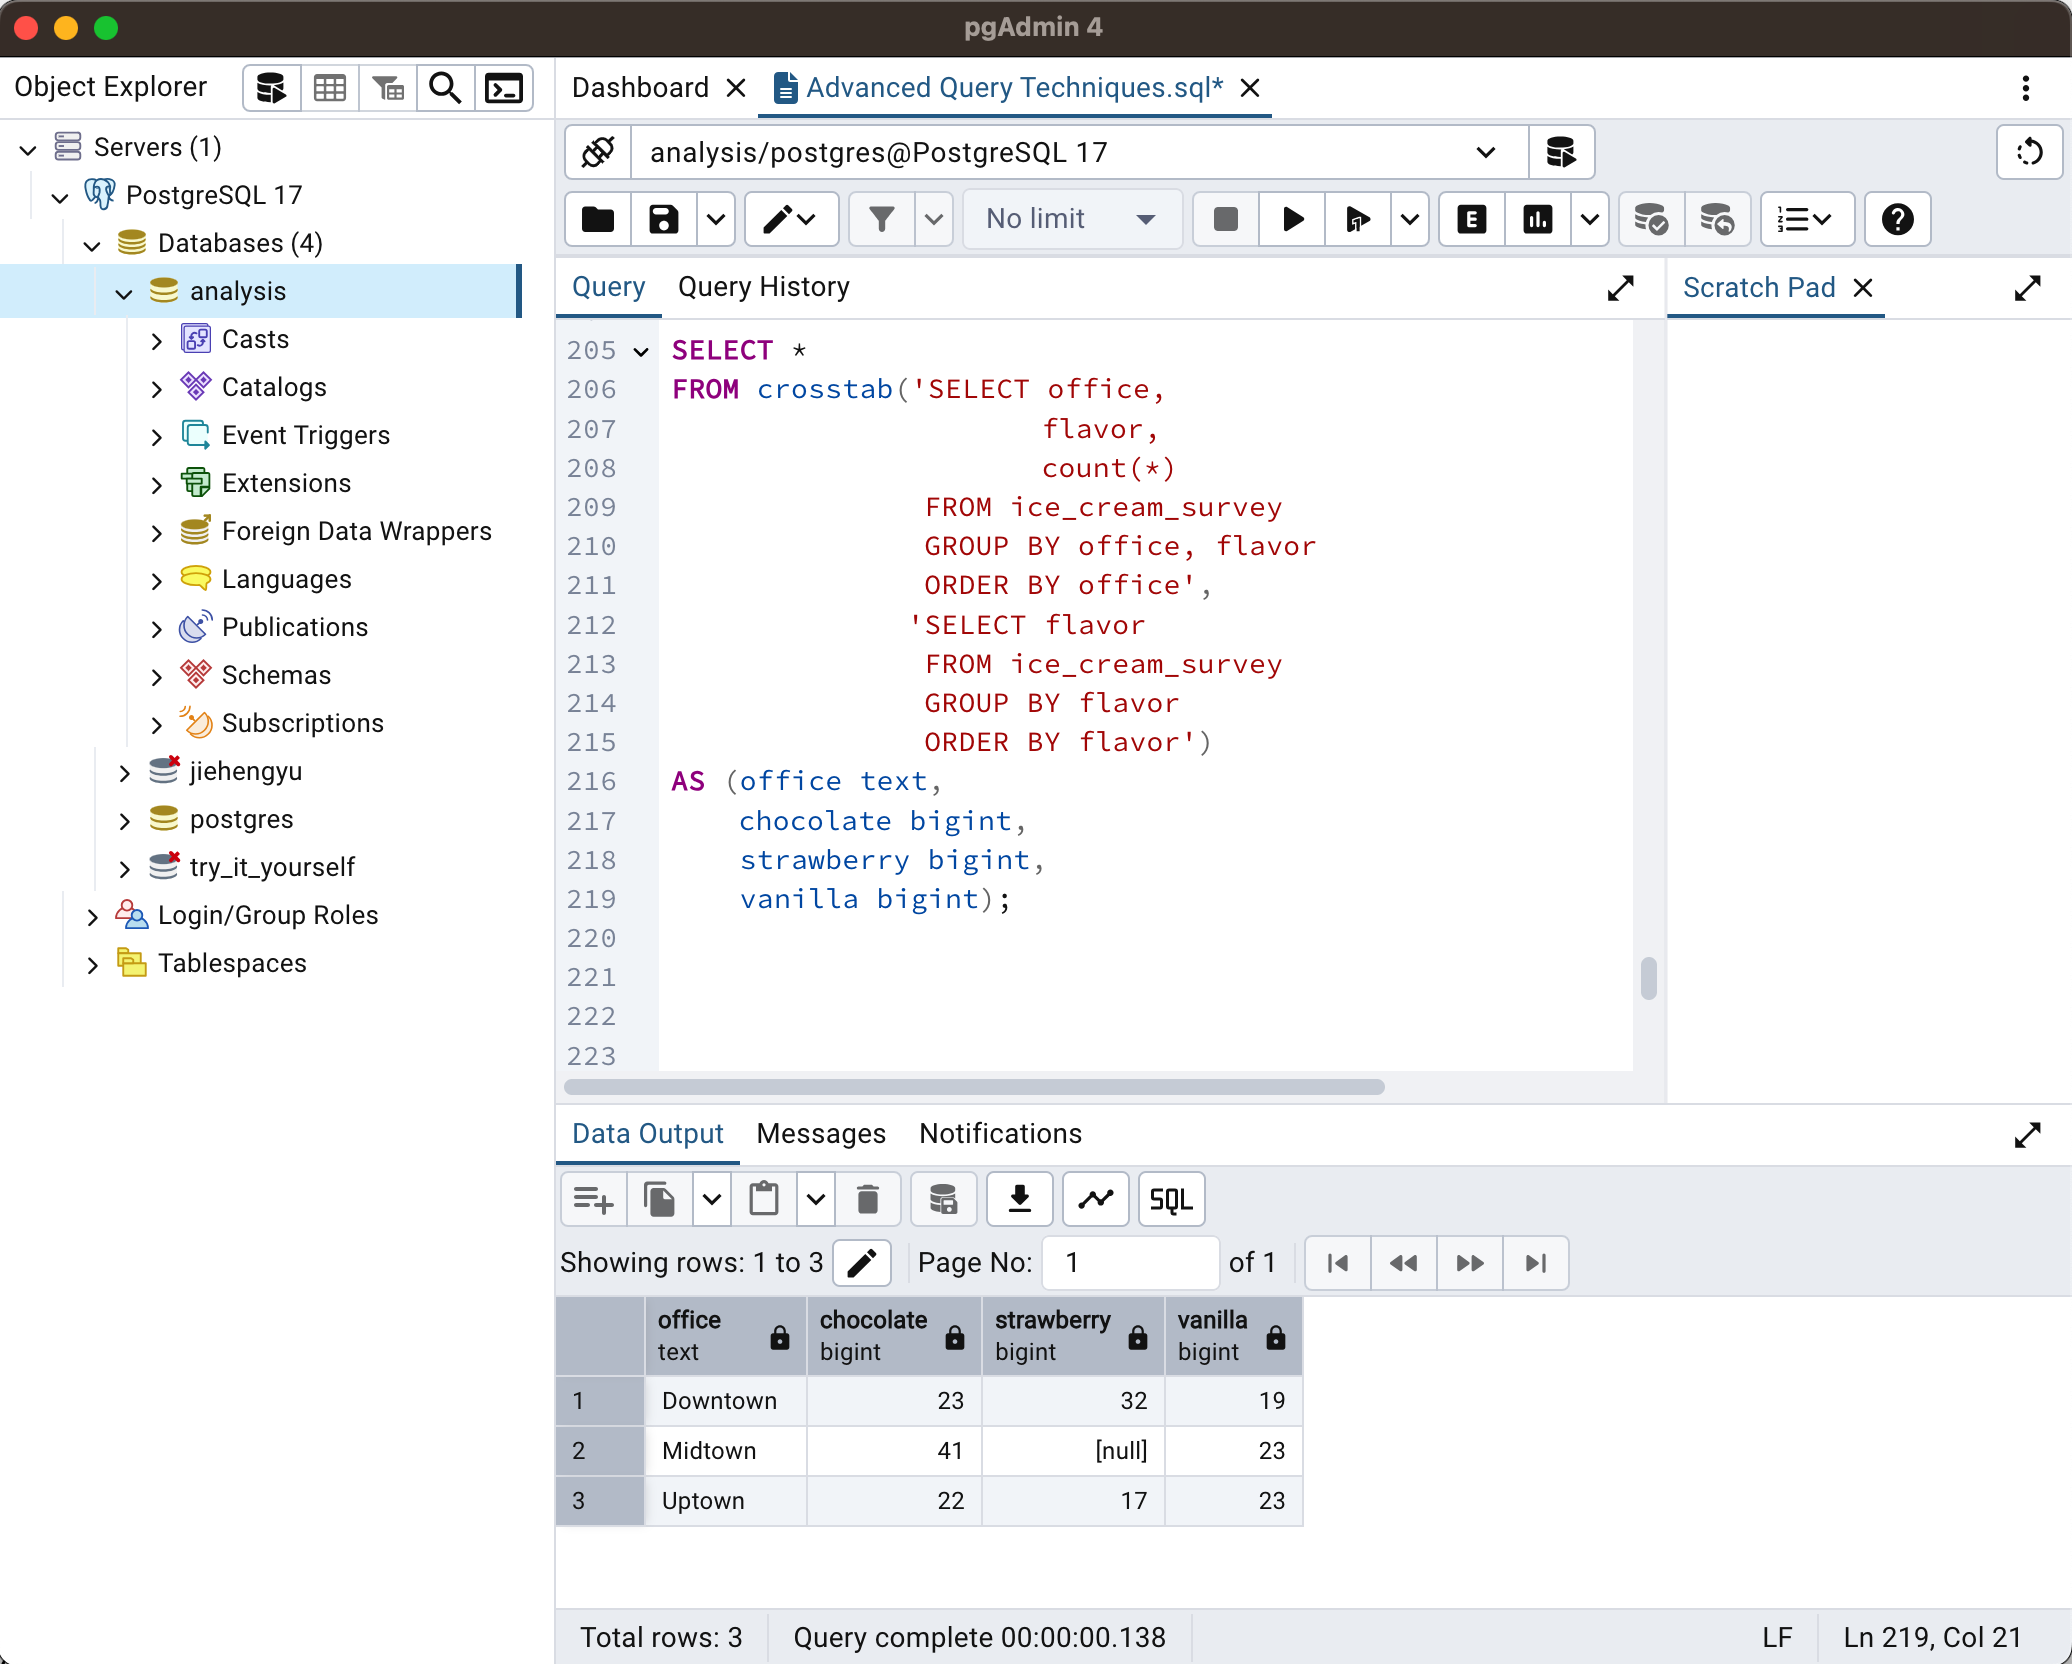 pgAdmin 4
Object Explorer
Servers (1)
PostgreSQL 17
Databases (4)
analysis
Casts
Catalogs
Event Triggers
Extensions
Foreign Data Wrappers
Languages
Publications
Schemas
Subscriptions
jiehengyu
postgres
try_it_yourself
Login/Group Roles
Tablespaces
Dashboard
Advanced Query Techniques.sql*
analysis/postgres@PostgreSQL 17
No limit
E
Query Query History
Scratch Pad
205 SELECT *
206 FROM crosstab('SELECT office,
207 flavor,
208 count(*)
209 FROM ice_cream_survey
210 GROUP BY office, flavor
211 ORDER BY office',
212 'SELECT flavor
213 FROM ice_cream_survey
214 GROUP BY flavor
215 ORDER BY flavor')
216 AS (office text,
217 chocolate bigint,
218 strawberry bigint,
219 vanilla bigint);
220
221
222
223
Data Output Messages Notifications
SQL
Showing rows: 1 to 3 Page No: 1 of 1
office chocolate strawberry vanilla
text bigint bigint bigint
1 Downtown 23 32 19
2 Midtown 41 [null] 23
3 Uptown 22 17 23
Total rows: 3 Query complete 00:00:00.138 LF Ln 219, Col 21